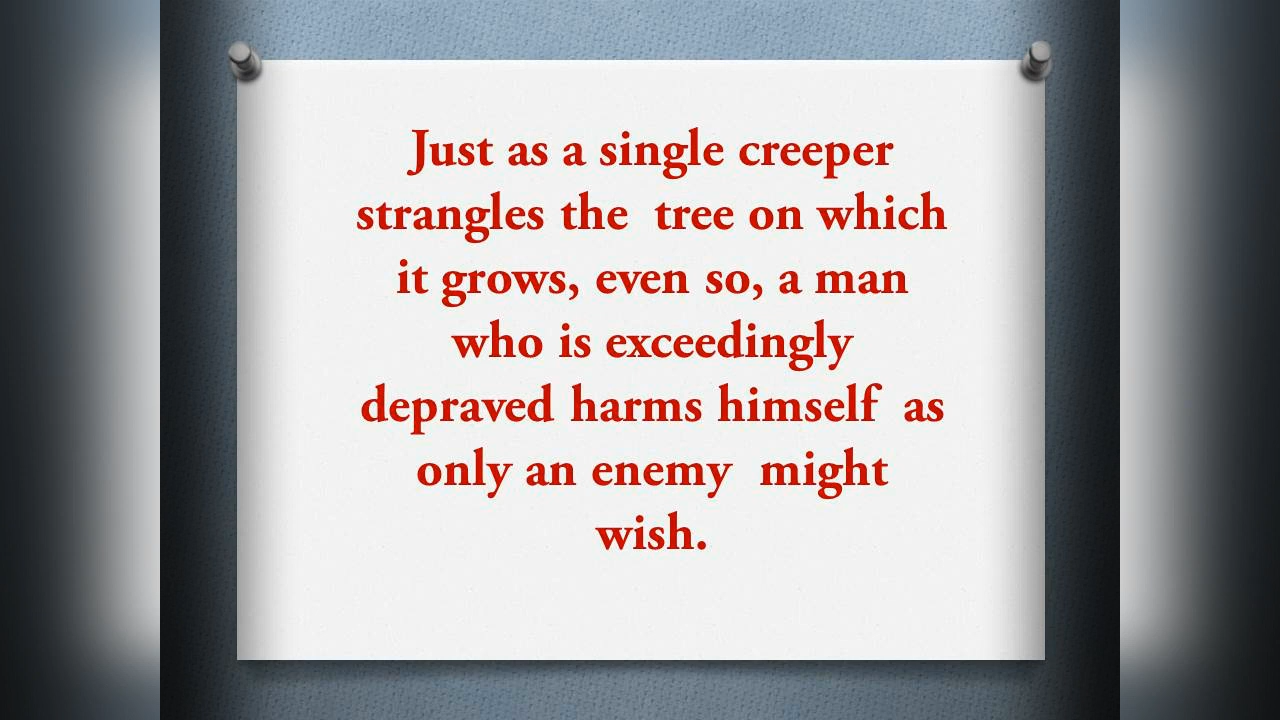 Just as a single creeper
strangles the tree on which
it grows, even so, a man
who is exceedingly
depraved harms himself as
only an enemy might
wish.